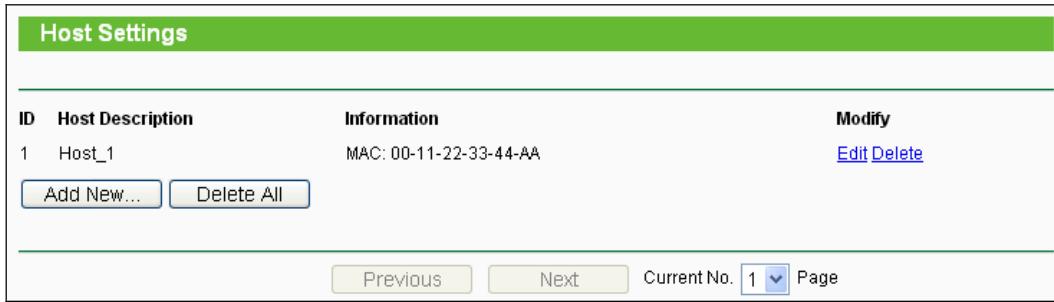 Host Settings
ID Host Description Information Modify
1 Host_1 MAC: 00-11-22-33-44-AA Edit Delete
Add New... Delete All
Previous Next Current No. 1 Page